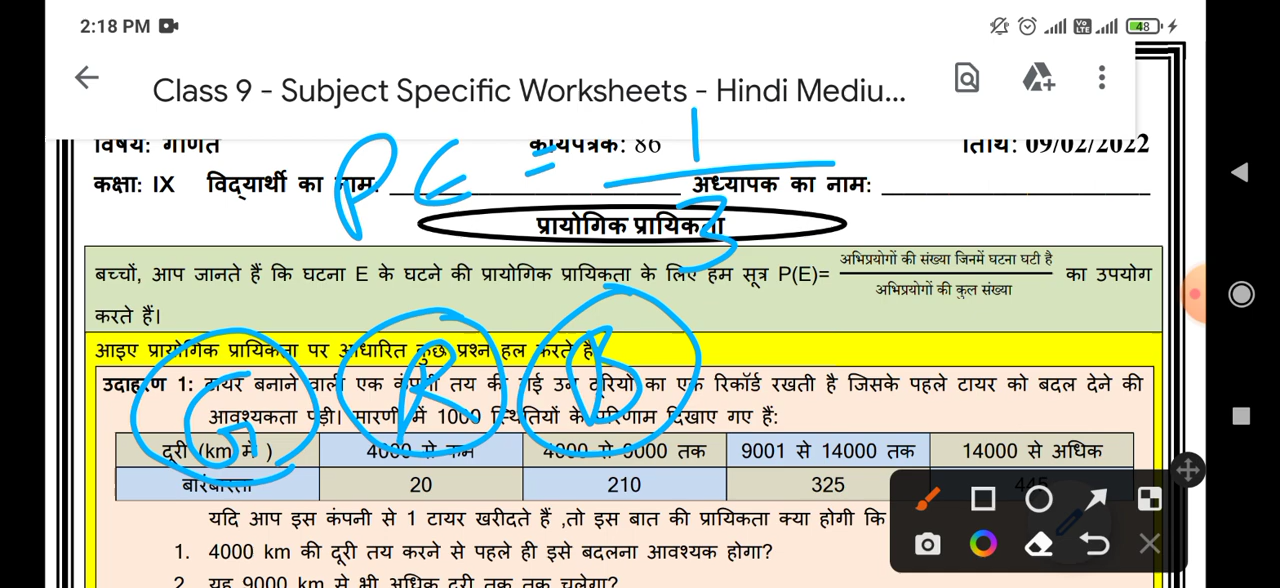 2:18 PM
Vo LTE 48
Class 9 - Subject Specific Worksheets - Hindi Mediu...
विषय: गणित कार्यपत्रक: 86 तिथि: 09/02/2022
कक्षा: IX विद्यार्थी का नाम: अध्यापक का नाम:
P E = 1 / 3
प्रायोगिक प्रायिकता
बच्चों, आप जानते हैं कि घटना E के घटने की प्रायोगिक प्रायिकता के लिए हम सूत्र P(E)= अभिप्रयोगों की संख्या जिनमें घटना घटी है / अभिप्रयोगों की कुल संख्या का उपयोग
करते हैं।
आइए प्रायोगिक प्रायिकता पर आधारित कुछ प्रश्न हल करते हैं
G R B
उदाहरण 1: टायर बनाने वाली एक कंपनी तय की गई उन दूरियों का एक रिकॉर्ड रखती है जिसके पहले टायर को बदल देने की
आवश्यकता पड़ी। सारणी में 1000 स्थितियों के परिणाम दिखाए गए हैं:
दूरी (km में ) 4000 से कम 4000 से 9000 तक 9001 से 14000 तक 14000 से अधिक
बारंबारता 20 210 325 445
यदि आप इस कंपनी से 1 टायर खरीदते हैं ,तो इस बात की प्रायिकता क्या होगी कि
1. 4000 km की दूरी तय करने से पहले ही इसे बदलना आवश्यक होगा?
2. यह 9000 km से भी अधिक दूरी तक तक चलेगा?